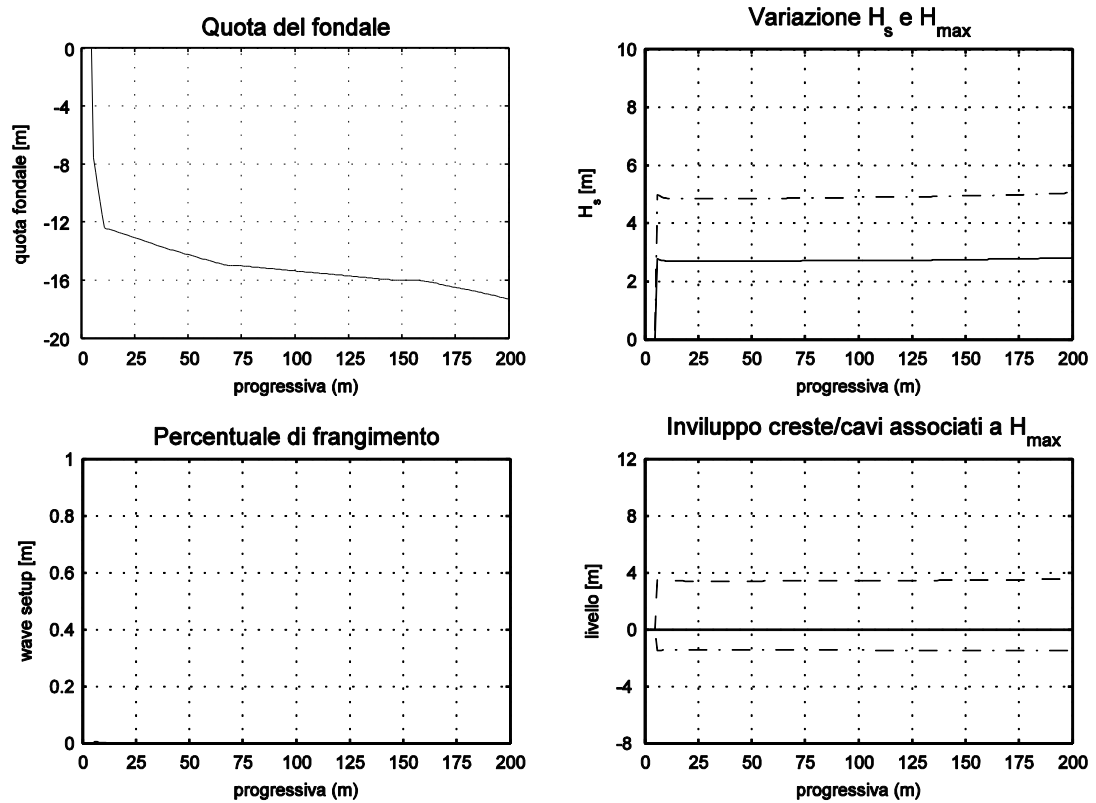 Quota del fondale
0
-4
-8
-12
-16
-20
quota fondale [m]
0 25 50 75 100 125 150 175 200
progressiva (m)
Variazione Hs e Hmax
10
8
6
4
2
0
Hs [m]
0 25 50 75 100 125 150 175 200
progressiva (m)
Percentuale di frangimento
1
0.8
0.6
0.4
0.2
0
wave setup [m]
0 25 50 75 100 125 150 175 200
progressiva (m)
Inviluppo creste/cavi associati a Hmax
12
8
4
0
-4
-8
livello [m]
0 25 50 75 100 125 150 175 200
progressiva (m)